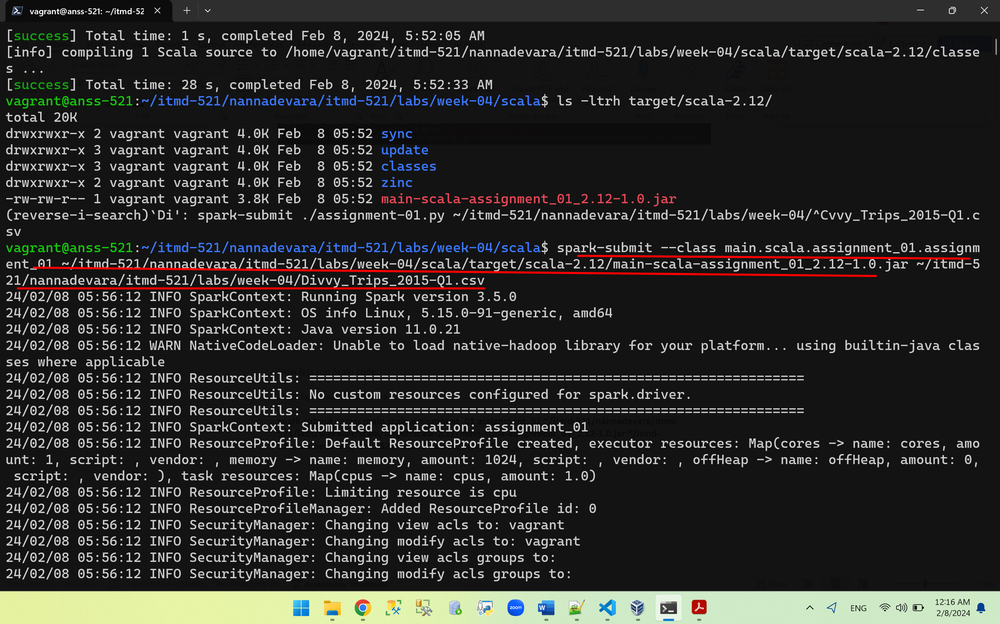 vagrant@anss-521: ~/itmd-52
[success] Total time: 1 s, completed Feb 8, 2024, 5:52:05 AM
[info] compiling 1 Scala source to /home/vagrant/itmd-521/nannadevara/itmd-521/labs/week-04/scala/target/scala-2.12/classe
s ...
[success] Total time: 28 s, completed Feb 8, 2024, 5:52:33 AM
vagrant@anss-521:~/itmd-521/nannadevara/itmd-521/labs/week-04/scala$ ls -ltrh target/scala-2.12/
total 20K
drwxrwxr-x 2 vagrant vagrant 4.0K Feb  8 05:52 sync
drwxrwxr-x 3 vagrant vagrant 4.0K Feb  8 05:52 update
drwxrwxr-x 3 vagrant vagrant 4.0K Feb  8 05:52 classes
drwxrwxr-x 2 vagrant vagrant 4.0K Feb  8 05:52 zinc
-rw-rw-r-- 1 vagrant vagrant 3.8K Feb  8 05:52 main-scala-assignment_01_2.12-1.0.jar
(reverse-i-search)`Di': spark-submit ./assignment-01.py ~/itmd-521/nannadevara/itmd-521/labs/week-04/^Cvvy_Trips_2015-Q1.c
sv
vagrant@anss-521:~/itmd-521/nannadevara/itmd-521/labs/week-04/scala$ spark-submit --class main.scala.assignment_01.assignm
ent_01 ~/itmd-521/nannadevara/itmd-521/labs/week-04/scala/target/scala-2.12/main-scala-assignment_01_2.12-1.0.jar ~/itmd-5
21/nannadevara/itmd-521/labs/week-04/Divvy_Trips_2015-Q1.csv
24/02/08 05:56:12 INFO SparkContext: Running Spark version 3.5.0
24/02/08 05:56:12 INFO SparkContext: OS info Linux, 5.15.0-91-generic, amd64
24/02/08 05:56:12 INFO SparkContext: Java version 11.0.21
24/02/08 05:56:12 WARN NativeCodeLoader: Unable to load native-hadoop library for your platform... using builtin-java clas
ses where applicable
24/02/08 05:56:12 INFO ResourceUtils: ==============================================================
24/02/08 05:56:12 INFO ResourceUtils: No custom resources configured for spark.driver.
24/02/08 05:56:12 INFO ResourceUtils: ==============================================================
24/02/08 05:56:12 INFO SparkContext: Submitted application: assignment_01
24/02/08 05:56:12 INFO ResourceProfile: Default ResourceProfile created, executor resources: Map(cores -> name: cores, amo
unt: 1, script: , vendor: , memory -> name: memory, amount: 1024, script: , vendor: , offHeap -> name: offHeap, amount: 0,
 script: , vendor: ), task resources: Map(cpus -> name: cpus, amount: 1.0)
24/02/08 05:56:12 INFO ResourceProfile: Limiting resource is cpu
24/02/08 05:56:12 INFO ResourceProfileManager: Added ResourceProfile id: 0
24/02/08 05:56:12 INFO SecurityManager: Changing view acls to: vagrant
24/02/08 05:56:12 INFO SecurityManager: Changing modify acls to: vagrant
24/02/08 05:56:12 INFO SecurityManager: Changing view acls groups to:
24/02/08 05:56:12 INFO SecurityManager: Changing modify acls groups to:
zoom
W
ENG
12:16 AM
2/8/2024